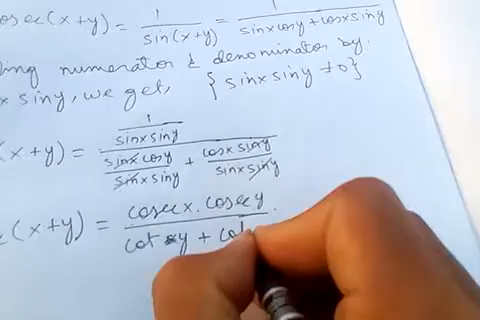 osec(x+y) = 1/sin(x+y) = 1/sinx cosy + cosx siny
ing numerator & denominator by
x siny, we get, {sinx siny ≠ 0}
(x+y) = 1/sinx siny / sinx cosy/sinx siny + cosx siny/sinx siny
c(x+y) = cosecx . cosecy / cot y + cot